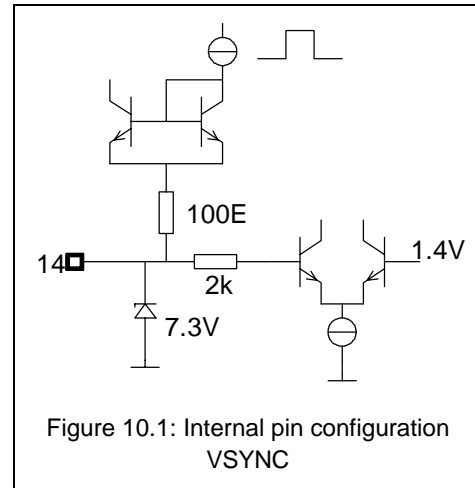 100E
14
1.4V
2k
7.3V
Figure 10.1: Internal pin configuration
VSYNC